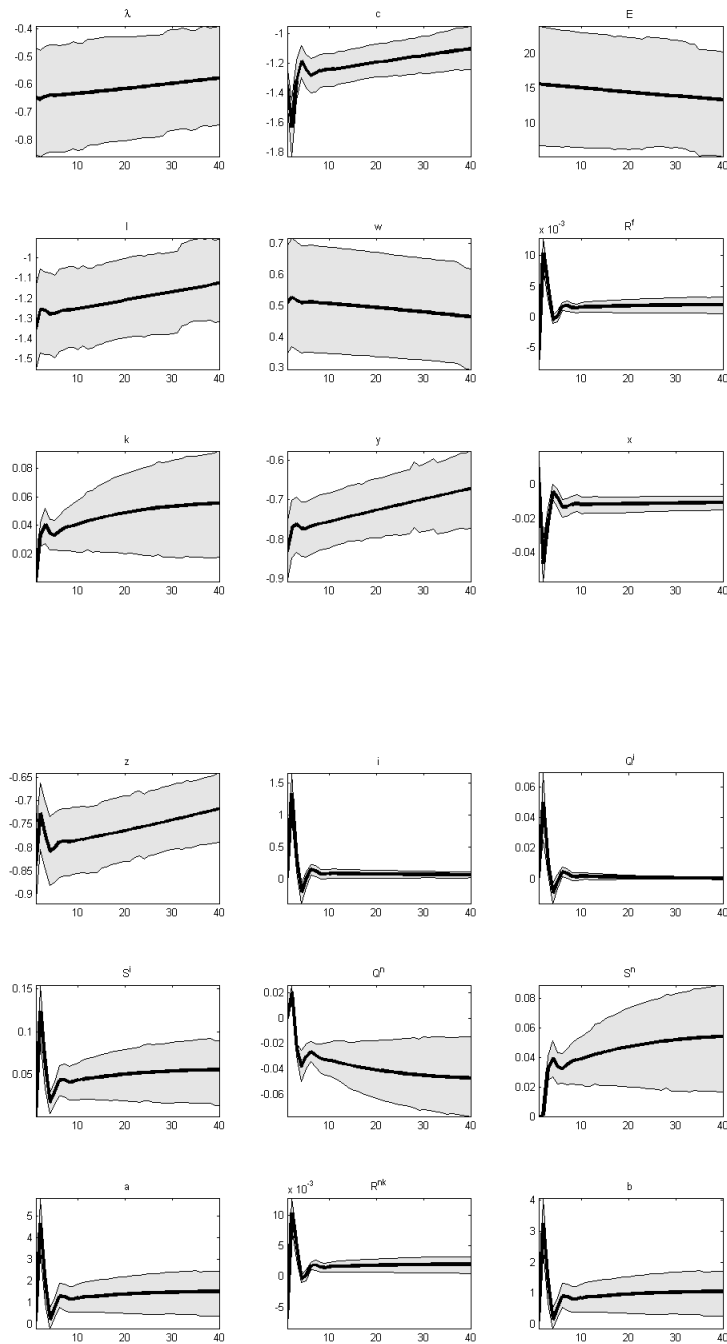 λ
-0.4
-0.5
-0.6
-0.7
-0.8
10 20 30 40
c
-1
-1.2
-1.4
-1.6
-1.8
10 20 30 40
E
20
15
10
10 20 30 40
l
-1
-1.1
-1.2
-1.3
-1.4
-1.5
10 20 30 40
w
0.7
0.6
0.5
0.4
0.3
10 20 30 40
x 10⁻³ Rᶠ
10
5
0
-5
10 20 30 40
k
0.08
0.06
0.04
0.02
10 20 30 40
y
-0.6
-0.7
-0.8
-0.9
10 20 30 40
x
0
-0.02
-0.04
10 20 30 40
z
-0.65
-0.7
-0.75
-0.8
-0.85
-0.9
10 20 30 40
i
1.5
1
0.5
0
10 20 30 40
Qⁱ
0.06
0.04
0.02
0
10 20 30 40
Sⁱ
0.15
0.1
0.05
10 20 30 40
Qⁿ
0.02
0
-0.02
-0.04
-0.06
10 20 30 40
Sⁿ
0.08
0.06
0.04
0.02
0
10 20 30 40
a
5
4
3
2
1
0
10 20 30 40
x 10⁻³ Rⁿᵏ
10
5
0
-5
10 20 30 40
b
4
3
2
1
0
10 20 30 40